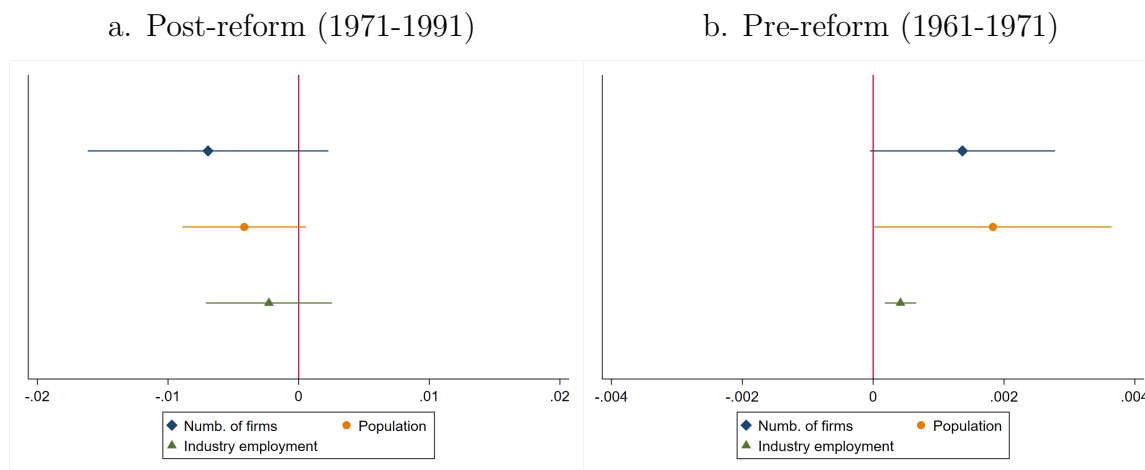 a. Post-reform (1971-1991)
-.02 -.01 0 .01 .02
Numb. of firms Population
Industry employment
b. Pre-reform (1961-1971)
-.004 -.002 0 .002 .004
Numb. of firms Population
Industry employment